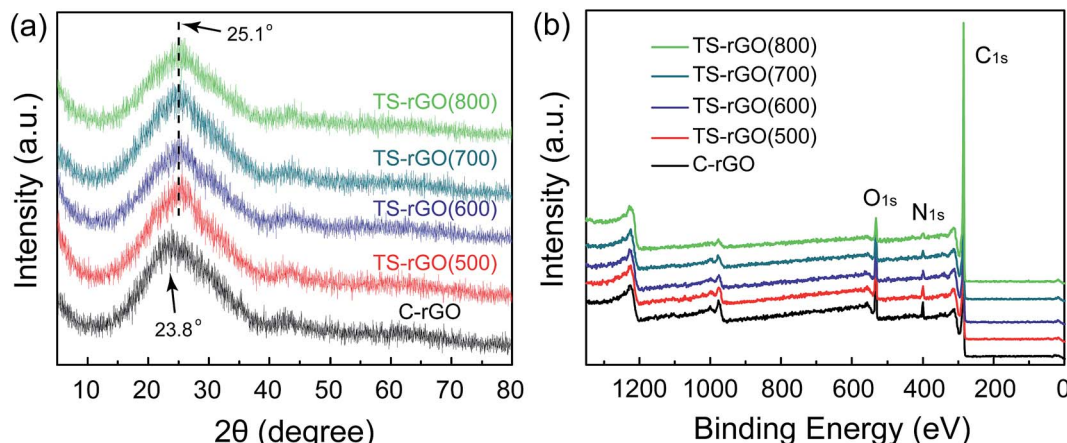 (a)
25.1°
TS-rGO(800)
TS-rGO(700)
TS-rGO(600)
TS-rGO(500)
C-rGO
23.8°
Intensity (a.u.)
10 20 30 40 50 60 70 80
2θ (degree)
(b)
TS-rGO(800)
TS-rGO(700)
TS-rGO(600)
TS-rGO(500)
C-rGO
C1s
O1s
N1s
Intensity (a.u.)
1200 1000 800 600 400 200 0
Binding Energy (eV)